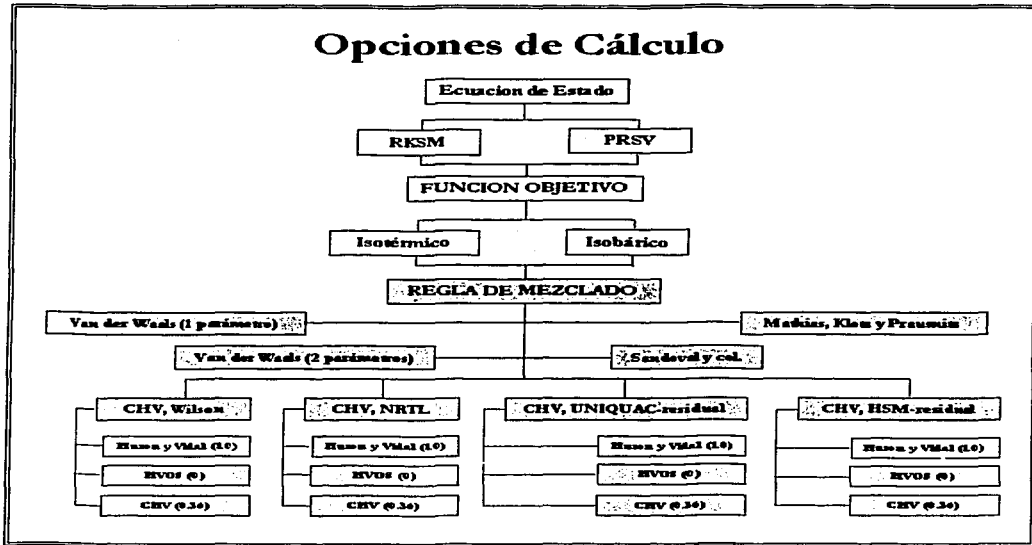 Opciones de Cálculo
Ecuacion de Estado
RKSM
PRSV
FUNCION OBJETIVO
Isotérmico
Isobárico
REGLA DE MEZCLADO
Van der Waals (1 parámetro)
Mathias, Klotz y Prausnitz
Van der Waals (2 parámetros)
Sandoval y col.
CHV, Wilson
CHV, NRTL
CHV, UNIQUAC-residual
CHV, HSM-residual
Huron y Vidal (1.0)
Huron y Vidal (1.0)
Huron y Vidal (1.0)
Huron y Vidal (1.0)
HVOS (0)
HVOS (0)
HVOS (0)
HVOS (0)
CHV (0.36)
CHV (0.36)
CHV (0.36)
CHV (0.36)